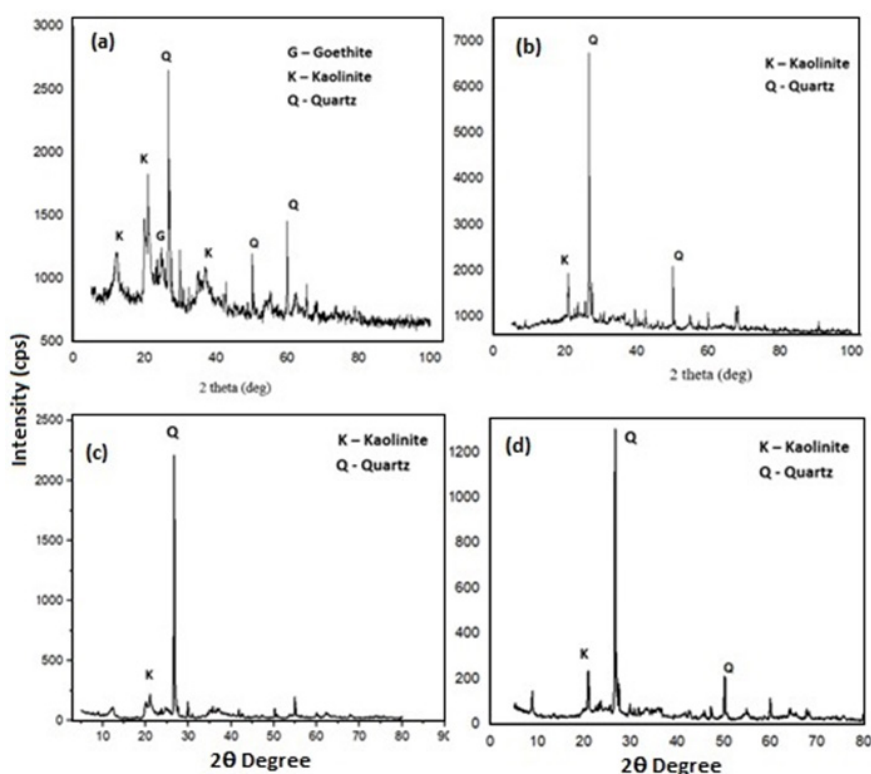 Intensity (cps)
(a)
G – Goethite
K – Kaolinite
Q - Quartz
3000
2500
2000
1500
1000
500
0
20
40
60
80
100
K
K
G
Q
K
Q
Q
2 theta (deg)
(b)
K – Kaolinite
Q - Quartz
7000
6000
4000
3000
2000
1000
0
20
40
60
80
100
K
Q
Q
2 theta (deg)
(c)
K – Kaolinite
Q - Quartz
2500
2250
1500
1000
500
0
10
20
30
40
50
60
70
80
K
Q
2θ Degree
(d)
K – Kaolinite
Q – Quartz
1200
1000
800
600
400
200
0
0
10
20
30
40
50
60
70
80
K
Q
Q
2θ Degree